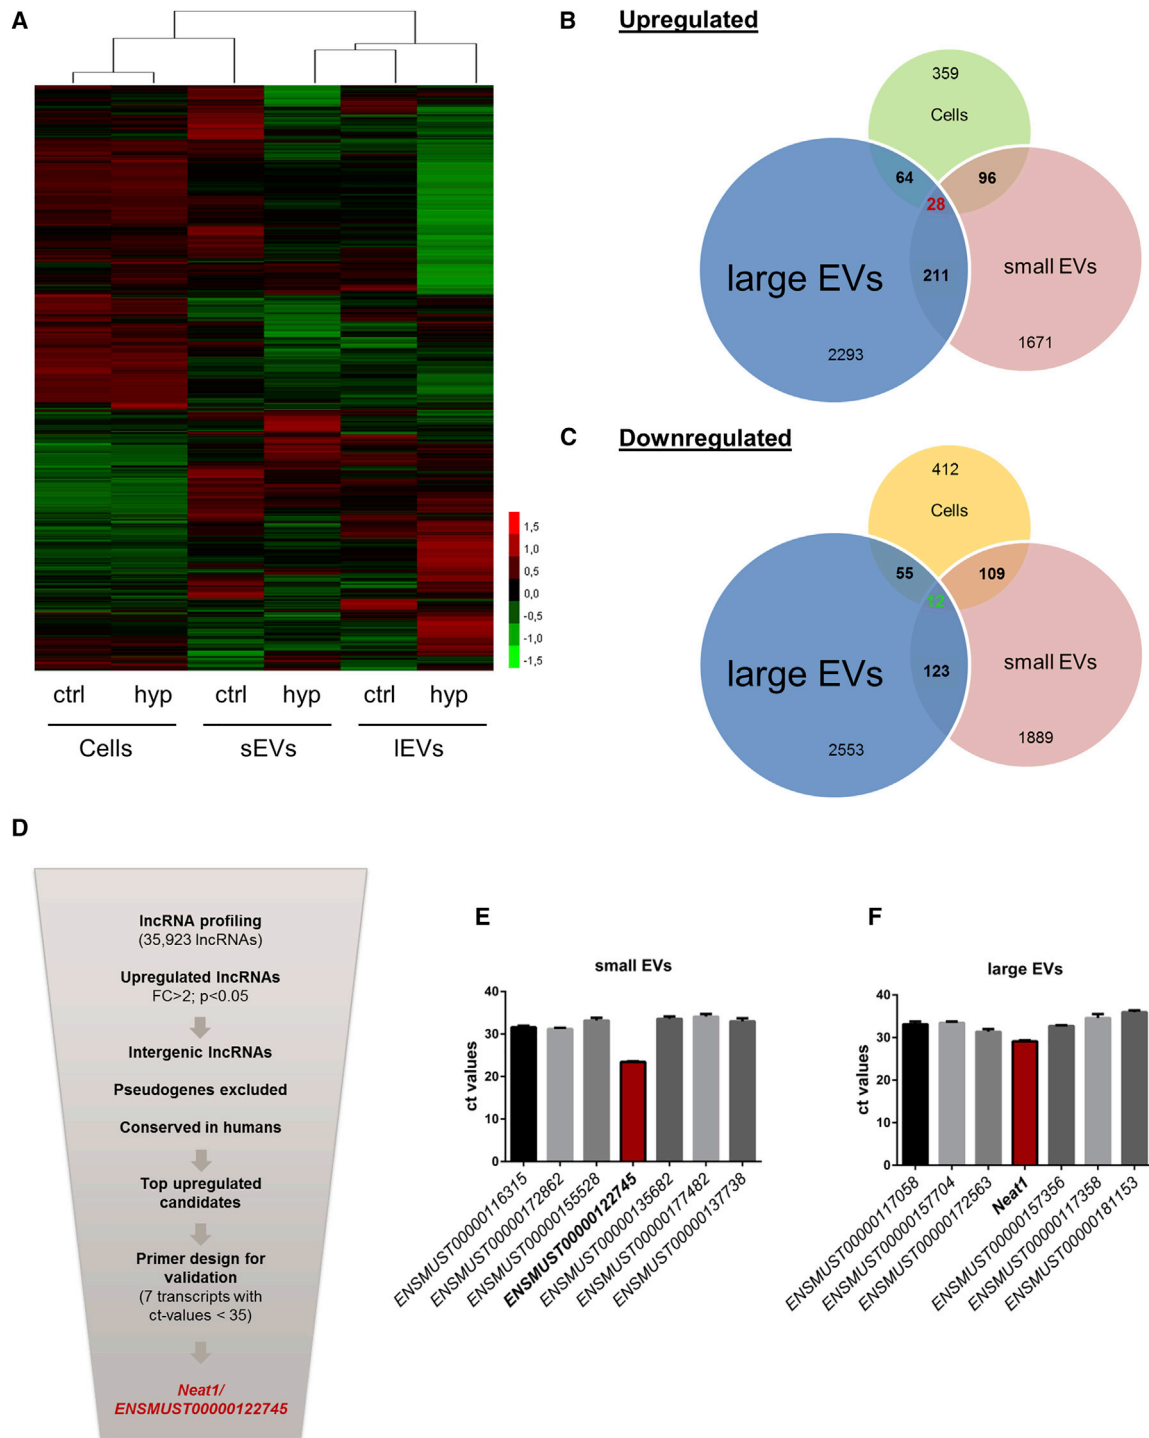 A
ctrl
hyp
ctrl
hyp
ctrl
hyp
Cells
sEVs
lEVs
1,5
1,0
0,5
0,0
-0,5
-1,0
-1,5
B
Upregulated
359
Cells
64
96
28
large EVs
211
small EVs
2293
1671
C
Downregulated
412
Cells
55
109
12
large EVs
123
small EVs
2553
1889
D
lncRNA profiling
(35,923 lncRNAs)
Upregulated lncRNAs
FC>2; p<0.05
Intergenic lncRNAs
Pseudogenes excluded
Conserved in humans
Top upregulated
candidates
Primer design for
validation
(7 transcripts with
ct-values < 35)
Neat1/
ENSMUST00000122745
E
small EVs
ct values
40
30
20
10
0
ENSMUST00000116315
ENSMUST00000172862
ENSMUST00000155528
ENSMUST00000122745
ENSMUST00000135682
ENSMUST00000177482
ENSMUST00000137738
F
large EVs
ct values
40
30
20
10
0
ENSMUST00000117058
ENSMUST00000157704
ENSMUST00000172563
Neat1
ENSMUST00000157356
ENSMUST00000117358
ENSMUST00000181153